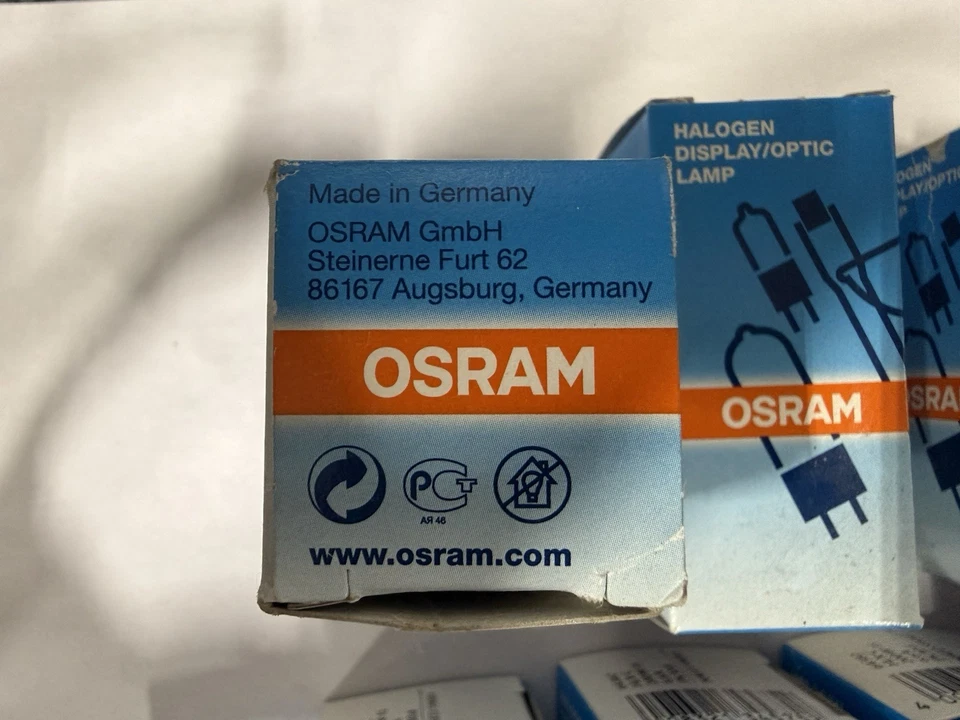 Made in Germany
OSRAM GmbH
Steinerne Furt 62
86167 Augsburg, Germany
OSRAM
РСТ
АЯ 46
www.osram.com
HALOGEN
DISPLAY/OPTIC
LAMP
OSRAM